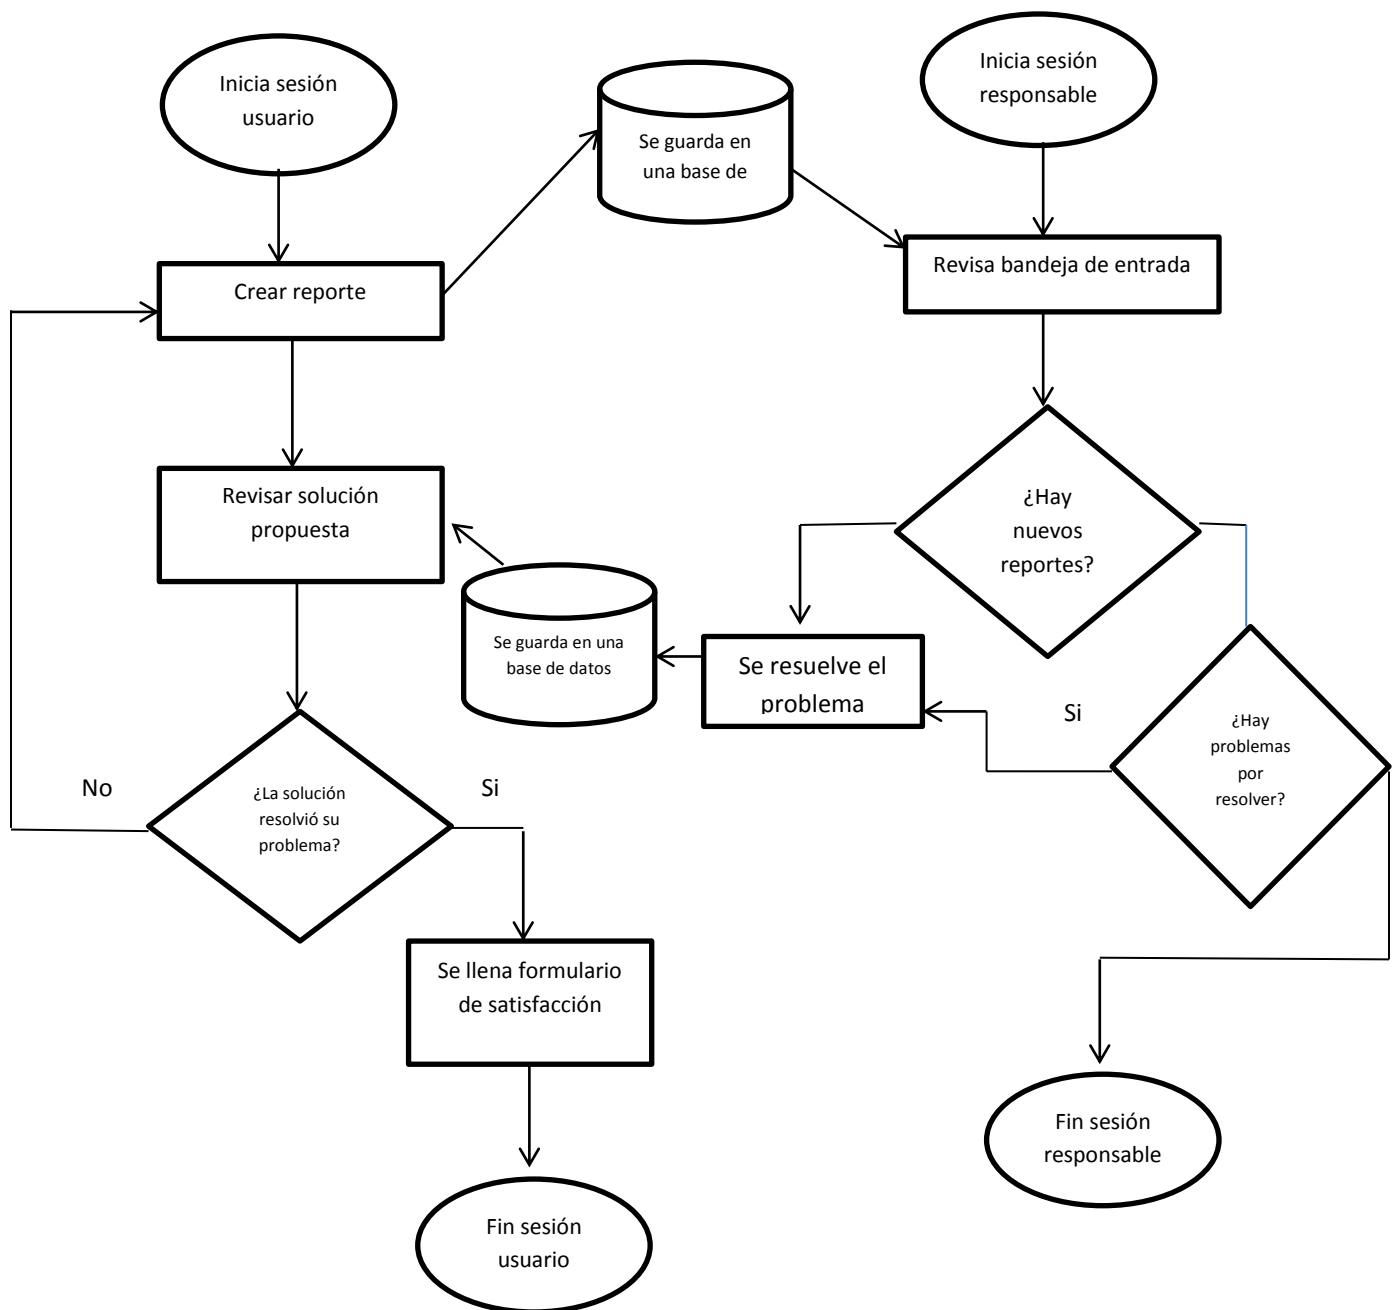 Inicia sesión
usuario
Se guarda en
una base de
Inicia sesión
responsable
Crear reporte
Revisa bandeja de entrada
Revisar solución
propuesta
¿Hay
nuevos
reportes?
Se guarda en una
base de datos
Se resuelve el
problema
Si
¿Hay
problemas
por
resolver?
No
¿La solución
resolvió su
problema?
Si
Se llena formulario
de satisfacción
Fin sesión
responsable
Fin sesión
usuario